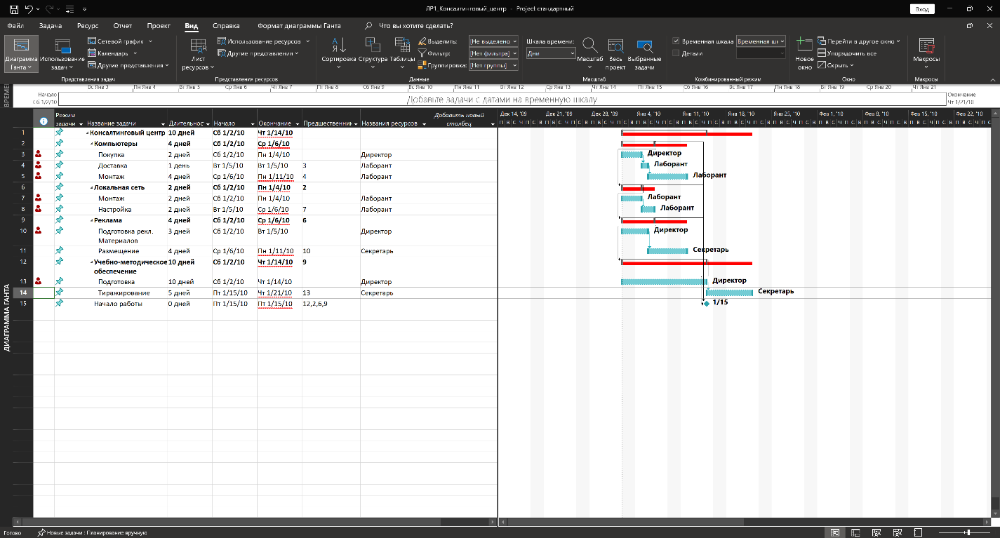 ЛР1_Консалтинговый_центр - Project стандартный
Вход
Файл Задача Ресурс Отчет Проект Вид Справка Формат диаграммы Ганта Что вы хотите сделать?
Диаграмма Ганта
Использование задач
Сетевой график
Календарь
Другие представления
Представления задач
Лист ресурсов
Использование ресурсов
Другие представления
Представления ресурсов
Сортировка
Структура
Таблицы
Выделить: [Не выделено
Фильтр: [Нет фильтра]
Группировка: [Нет группы]
Данные
Шкала времени:
Дни
Масштаб
Весь проект
Выбранные задачи
Масштаб
Временная шкала Временная шк
Детали
Комбинированный режим
Новое окно
Перейти в другое окно
Упорядочить все
Скрыть
Окно
Макросы
Макросы
ВРЕМЕ
Вс Янв 3 Пн Янв 4 Вт Янв 5 Ср Янв 6 Чт Янв 7 Пт Янв 8 Сб Янв 9 Вс Янв 10 Пн Янв 11 Вт Янв 12 Ср Янв 13 Чт Янв 14 Пт Янв 15 Сб Янв 16 Вс Янв 17 Пн Янв 18 Вт Янв 19 Ср Янв 20 Чт Янв 21
Начало
Сб 1/2/10
Добавьте задачи с датами на временную шкалу
Окончание
Чт 1/21/10
ДИАГРАММА ГАНТА
Режим задачи Название задачи Длительнос Начало Окончание Предшественник Названия ресурсов Добавить новый столбец
1 Консалтинговый центр 10 дней Сб 1/2/10 Чт 1/14/10
2 Компьютеры 4 дней Сб 1/2/10 Ср 1/6/10
3 Покупка 2 дней Сб 1/2/10 Пн 1/4/10 Директор
4 Доставка 1 день Вт 1/5/10 Вт 1/5/10 3 Лаборант
5 Монтаж 4 дней Ср 1/6/10 Пн 1/11/10 4 Лаборант
6 Локальная сеть 2 дней Сб 1/2/10 Пн 1/4/10 2
7 Монтаж 2 дней Сб 1/2/10 Пн 1/4/10 Лаборант
8 Настройка 2 дней Вт 1/5/10 Ср 1/6/10 7 Лаборант
9 Реклама 4 дней Сб 1/2/10 Ср 1/6/10 6
10 Подготовка рекл. 3 дней Сб 1/2/10 Вт 1/5/10 Директор
Материалов
11 Размещение 4 дней Ср 1/6/10 Пн 1/11/10 10 Секретарь
12 Учебно-методическое 10 дней Сб 1/2/10 Чт 1/14/10 9
обеспечение
13 Подготовка 10 дней Сб 1/2/10 Чт 1/14/10 Директор
14 Тиражирование 5 дней Пт 1/15/10 Чт 1/21/10 13 Секретарь
15 Начало работы 0 дней Пт 1/15/10 Пт 1/15/10 12,2,6,9
Дек 14, '09 Дек 21, '09 Дек 28, '09 Янв 4, '10 Янв 11, '10 Янв 18, '10 Янв 25, '10 Фев 1, '10 Фев 8, '10 Фев 15, '10 Фев 22, '10
П В С Ч П С В П В С Ч П С В П В С Ч П С В П В С Ч П С В П В С Ч П С В П В С Ч П С В П В С Ч П С В П В С Ч П С В П В С Ч П С В П В С Ч П С В П В С Ч П С
Директор
Лаборант
Лаборант
Лаборант
Лаборант
Директор
Секретарь
Директор
Секретарь
1/15
Готово Новые задачи : Планирование вручную